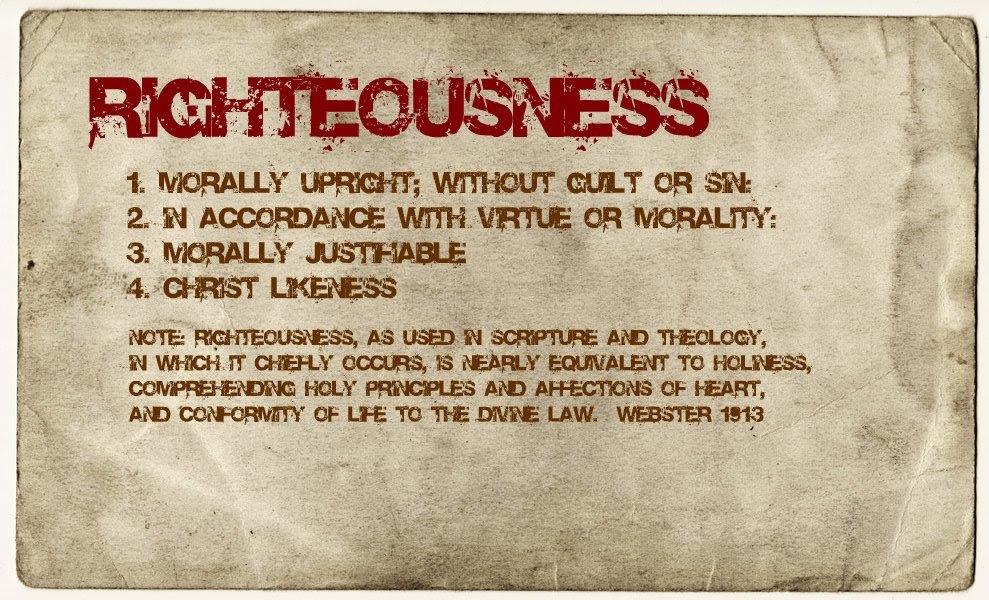 RIGHTEOUSNESS
1. MORALLY UPRIGHT; WITHOUT GUILT OR SIN:
2. IN ACCORDANCE WITH VIRTUE OR MORALITY:
3. MORALLY JUSTIFIABLE
4. CHRIST LIKENESS
NOTE: RIGHTEOUSNESS, AS USED IN SCRIPTURE AND THEOLOGY,
IN WHICH IT CHIEFLY OCCURS, IS NEARLY EQUIVALENT TO HOLINESS,
COMPREHENDING HOLY PRINCIPLES AND AFFECTIONS OF HEART,
AND CONFORMITY OF LIFE TO THE DIVINE LAW. WEBSTER 1913